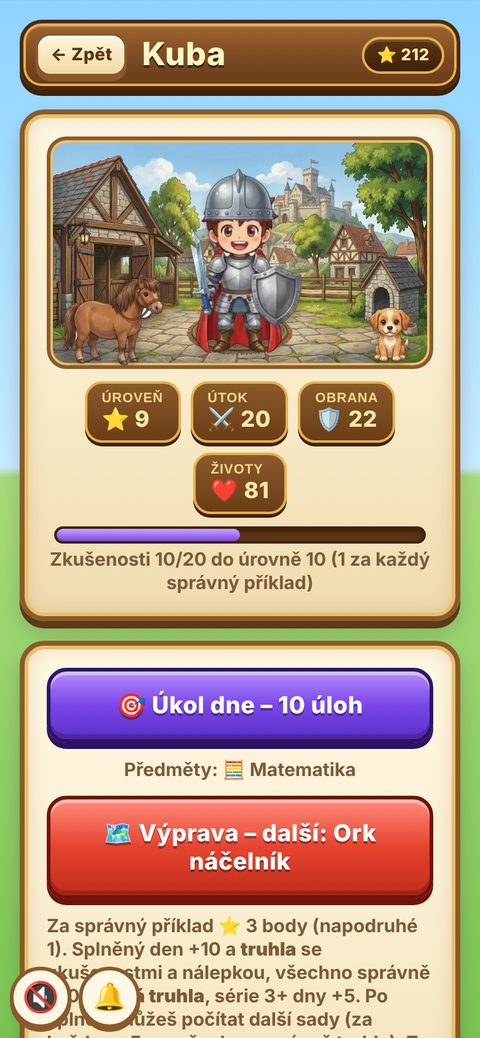 ← Zpět
Kuba
212
ÚROVEŇ
9
ÚTOK
20
OBRANA
22
ŽIVOTY
81
Zkušenosti 10/20 do úrovně 10 (1 za každý
správný příklad)
Úkol dne – 10 úloh
Předměty: Matematika
Výprava – další: Ork
náčelník
Za správný příklad ⭐ 3 body (napodruhé
1). Splněný den +10 a truhla se
a nálepkou, všechno správně
truhla, série 3+ dny +5. Po
počítat další sady (za